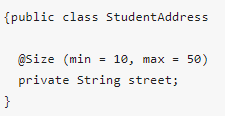 {public class StudentAddress
@Size (min = 10, max = 50)
private String street;
}